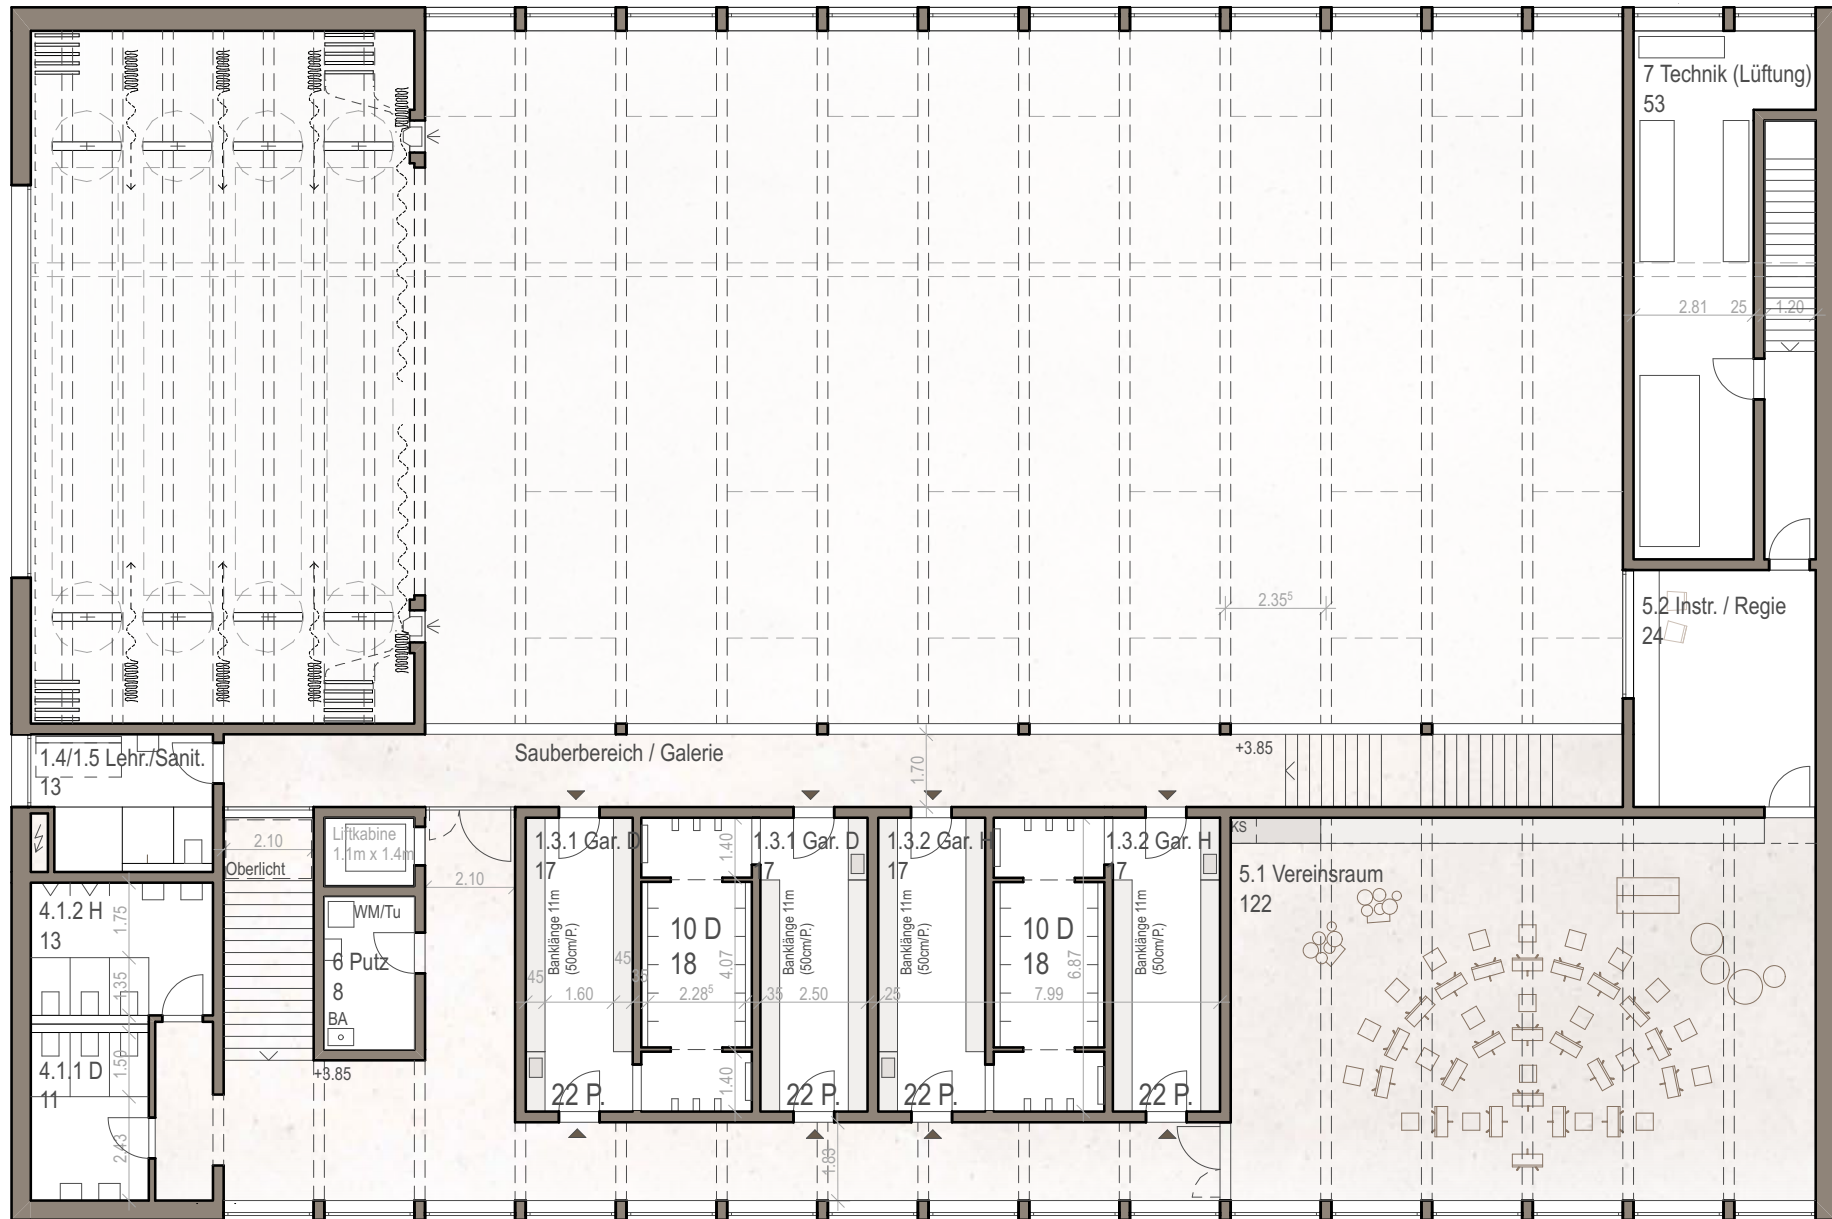 7 Technik (Lüftung)
53
2.81
25
1.20
2.35⁵
5.2 Instr. / Regie
24
1.4/1.5 Lehr./Sanit.
13
Sauberbereich / Galerie
1.70
+3.85
2.10
Oberlicht
Liftkabine
1.1m x 1.4m
2.10
1.3.1 Gar. D
17
1.40
1.3.1 Gar. D
17
1.3.2 Gar. H
17
1.3.2 Gar. H
17
KS
5.1 Vereinsraum
122
4.1.2 H
13
1.75
WM/Tu
6 Putz
8
BA
Banklänge 11m
(50cm/P.)
10 D
18
4.07
Banklänge 11m
(50cm/P.)
Banklänge 11m
(50cm/P.)
10 D
18
6.87
Banklänge 11m
(50cm/P.)
1.35
45
1.60
45
35
2.28⁵
35
2.50
25
7.99
1.50
4.1.1 D
11
+3.85
2.43
22 P.
1.40
22 P.
22 P.
22 P.
1.83